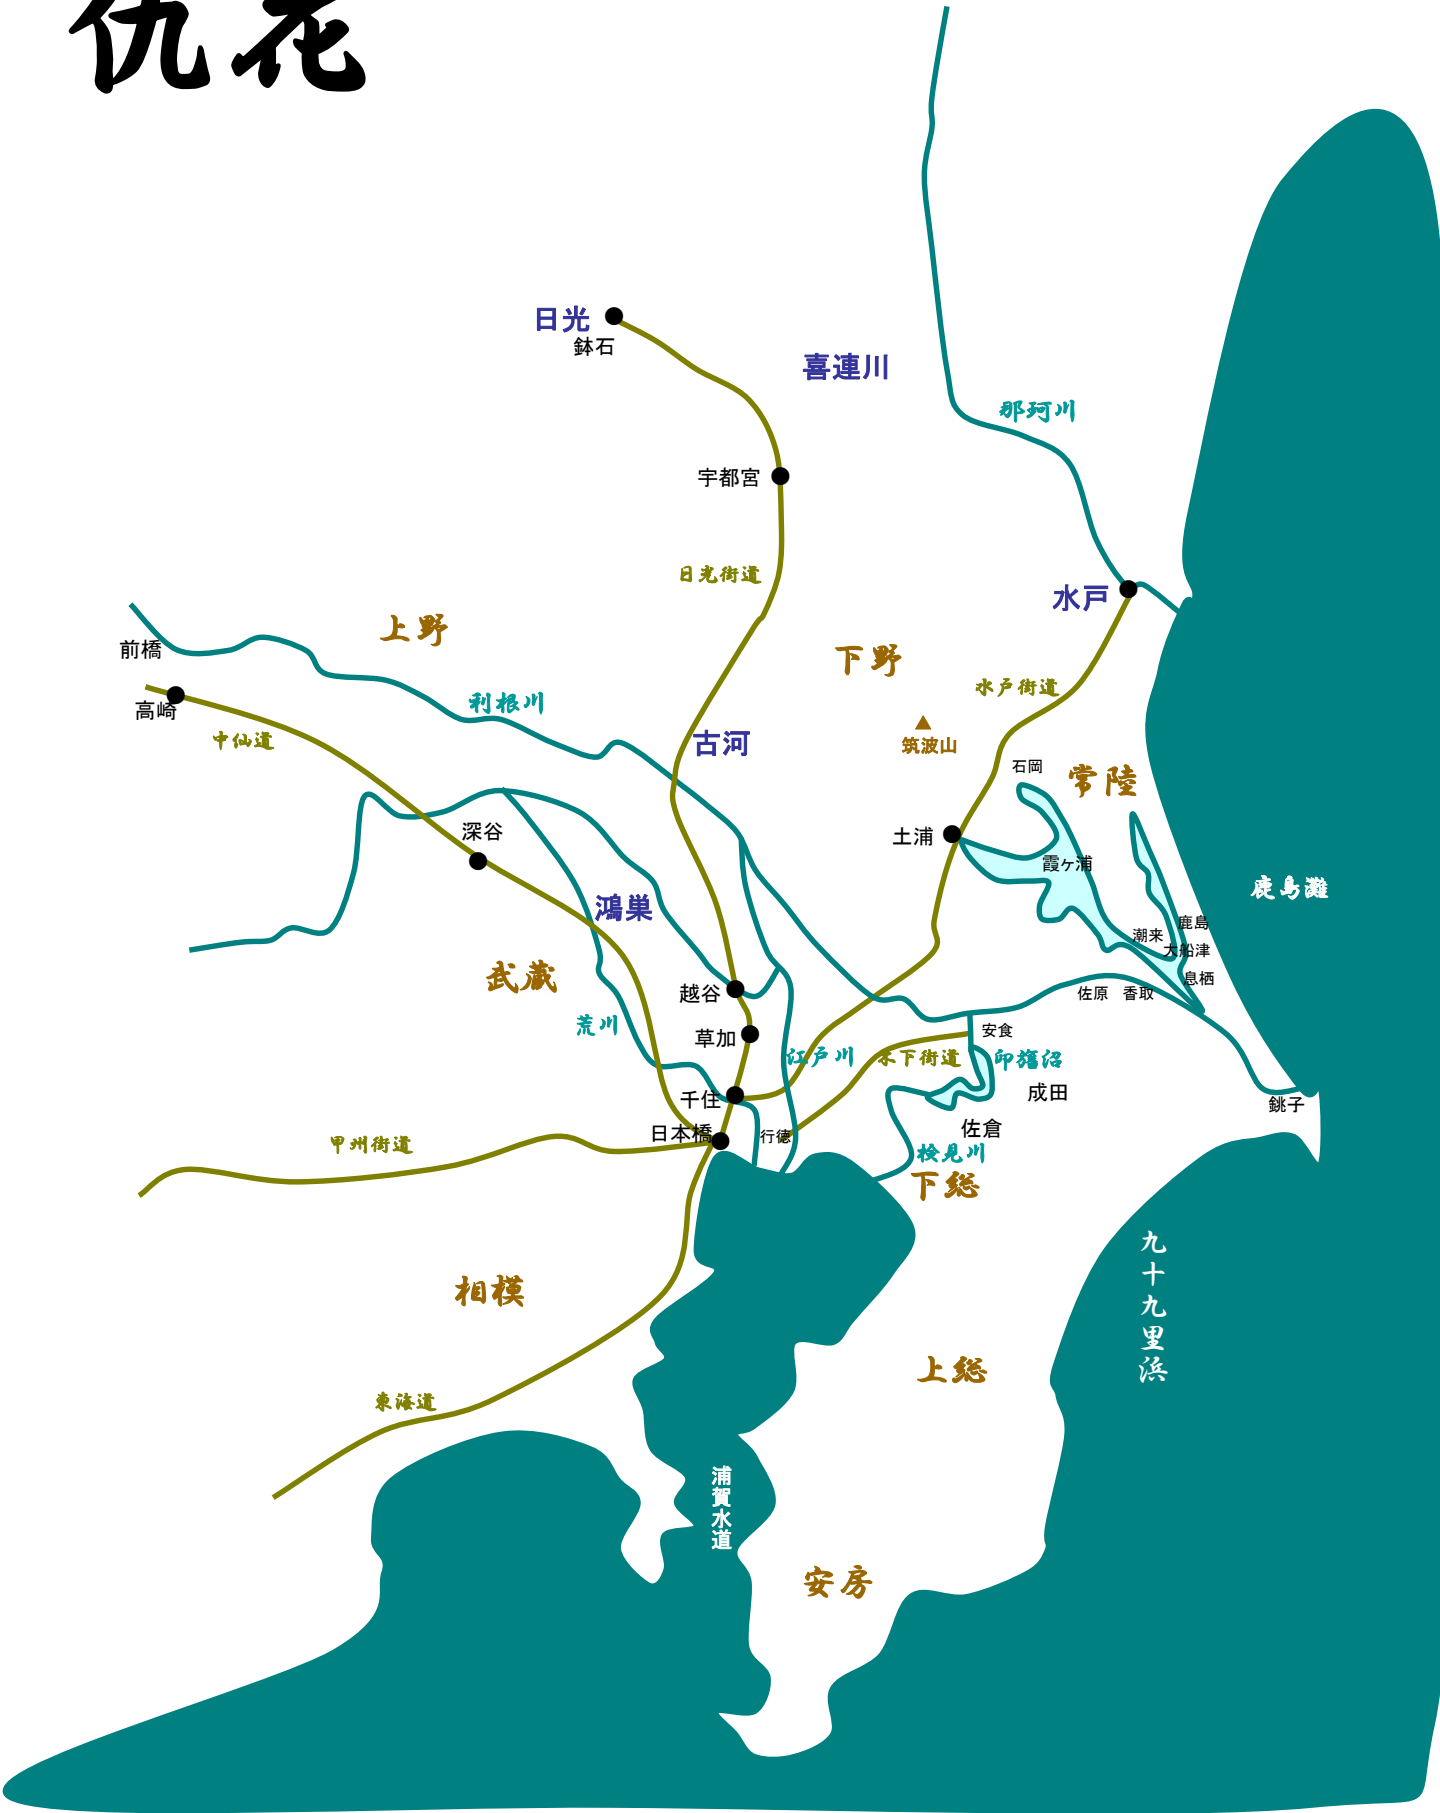 仇花
日光
鉢石
喜連川
那珂川
宇都宮
日光街道
水戸
上野
前橋
下野
水戸街道
利根川
高崎
中仙道
古河
筑波山
石岡
常陸
深谷
土浦
霞ヶ浦
鹿島灘
鴻巣
鹿島
潮来
大船津
武蔵
息栖
越谷
佐原
香取
荒川
草加
安食
江戸川
木下街道
印旛沼
成田
千住
銚子
日本橋
行徳
佐倉
甲州街道
検見川
下総
九十九里浜
相模
上総
東海道
浦賀水道
安房